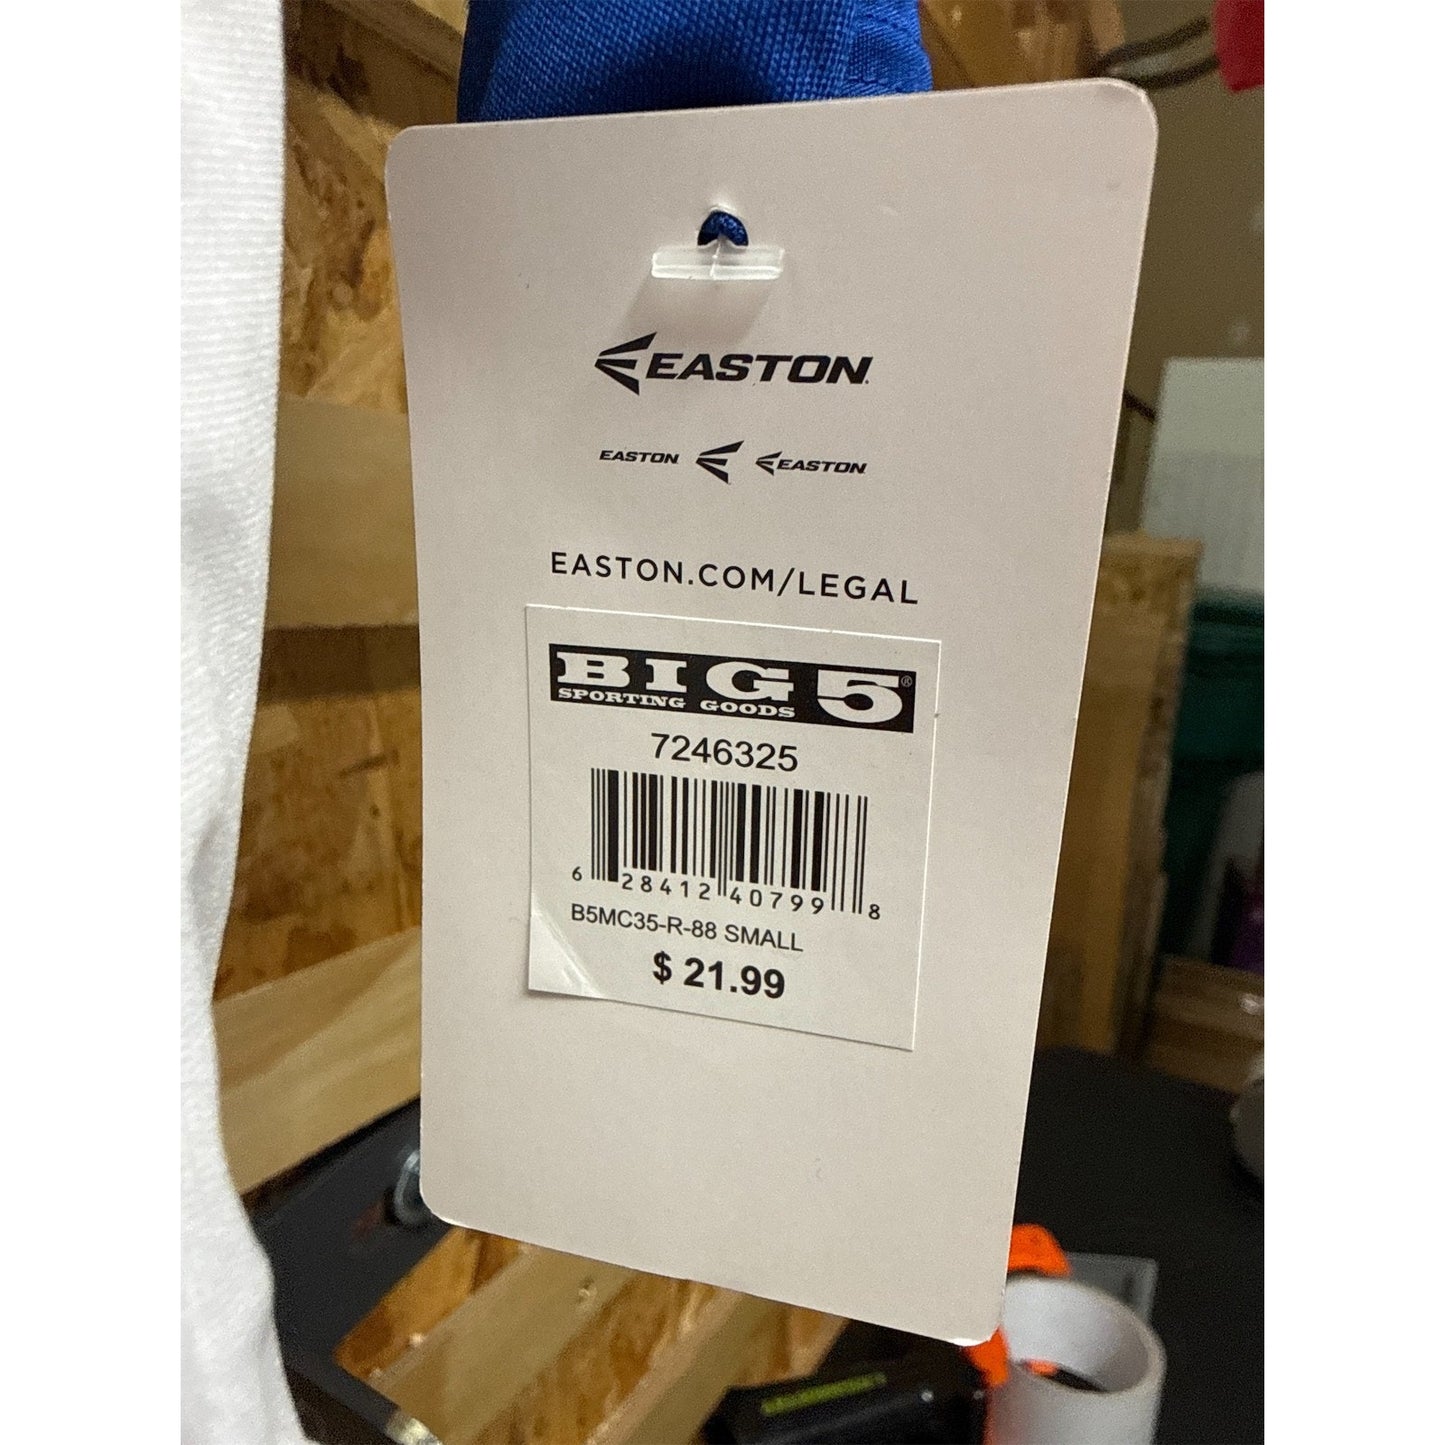 EASTON
EASTON EASTON
EASTON.COM/LEGAL
BIG 5®
SPORTING GOODS
7246325
6 28412 40799 8
B5MC35-R-88 SMALL
$ 21.99